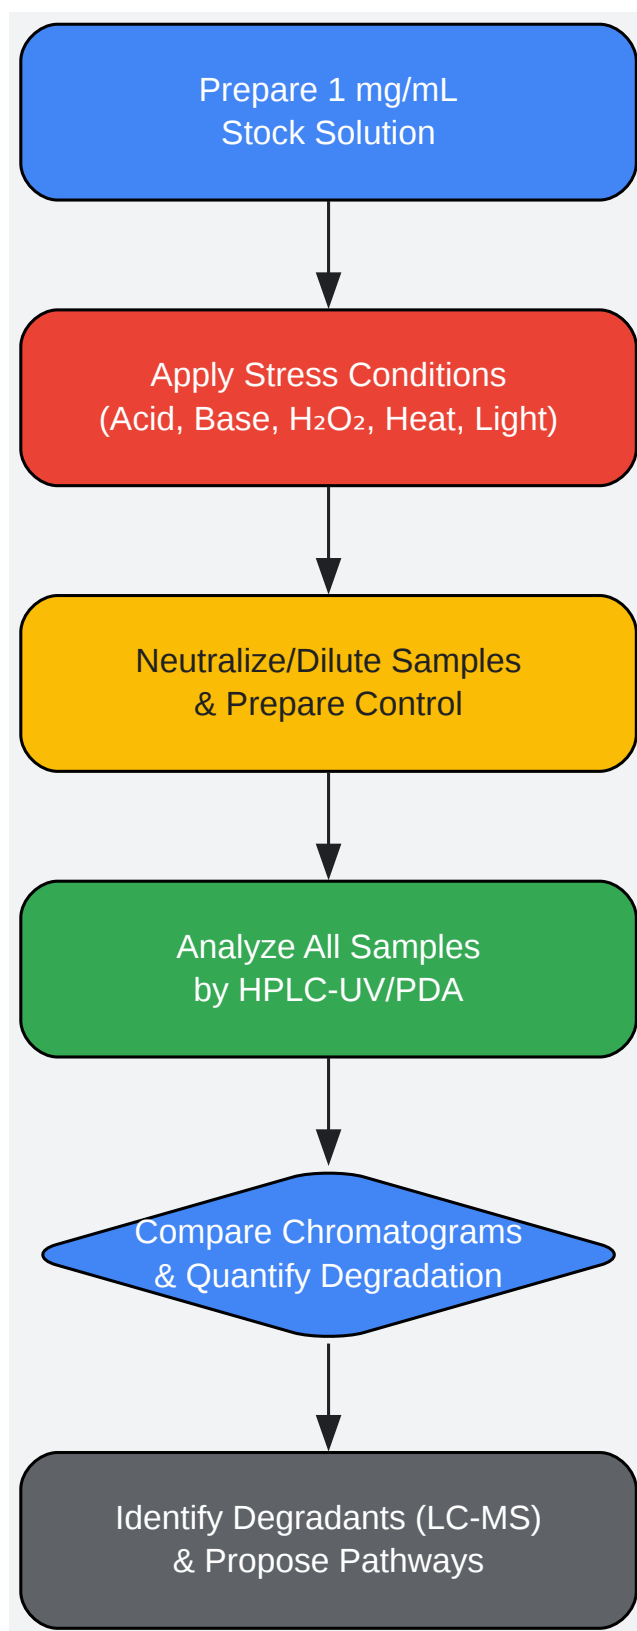 Prepare 1 mg/mL
Stock Solution
Apply Stress Conditions
(Acid, Base, H₂O₂, Heat, Light)
Neutralize/Dilute Samples
& Prepare Control
Analyze All Samples
by HPLC-UV/PDA
Compare Chromatograms
& Quantify Degradation
Identify Degradants (LC-MS)
& Propose Pathways